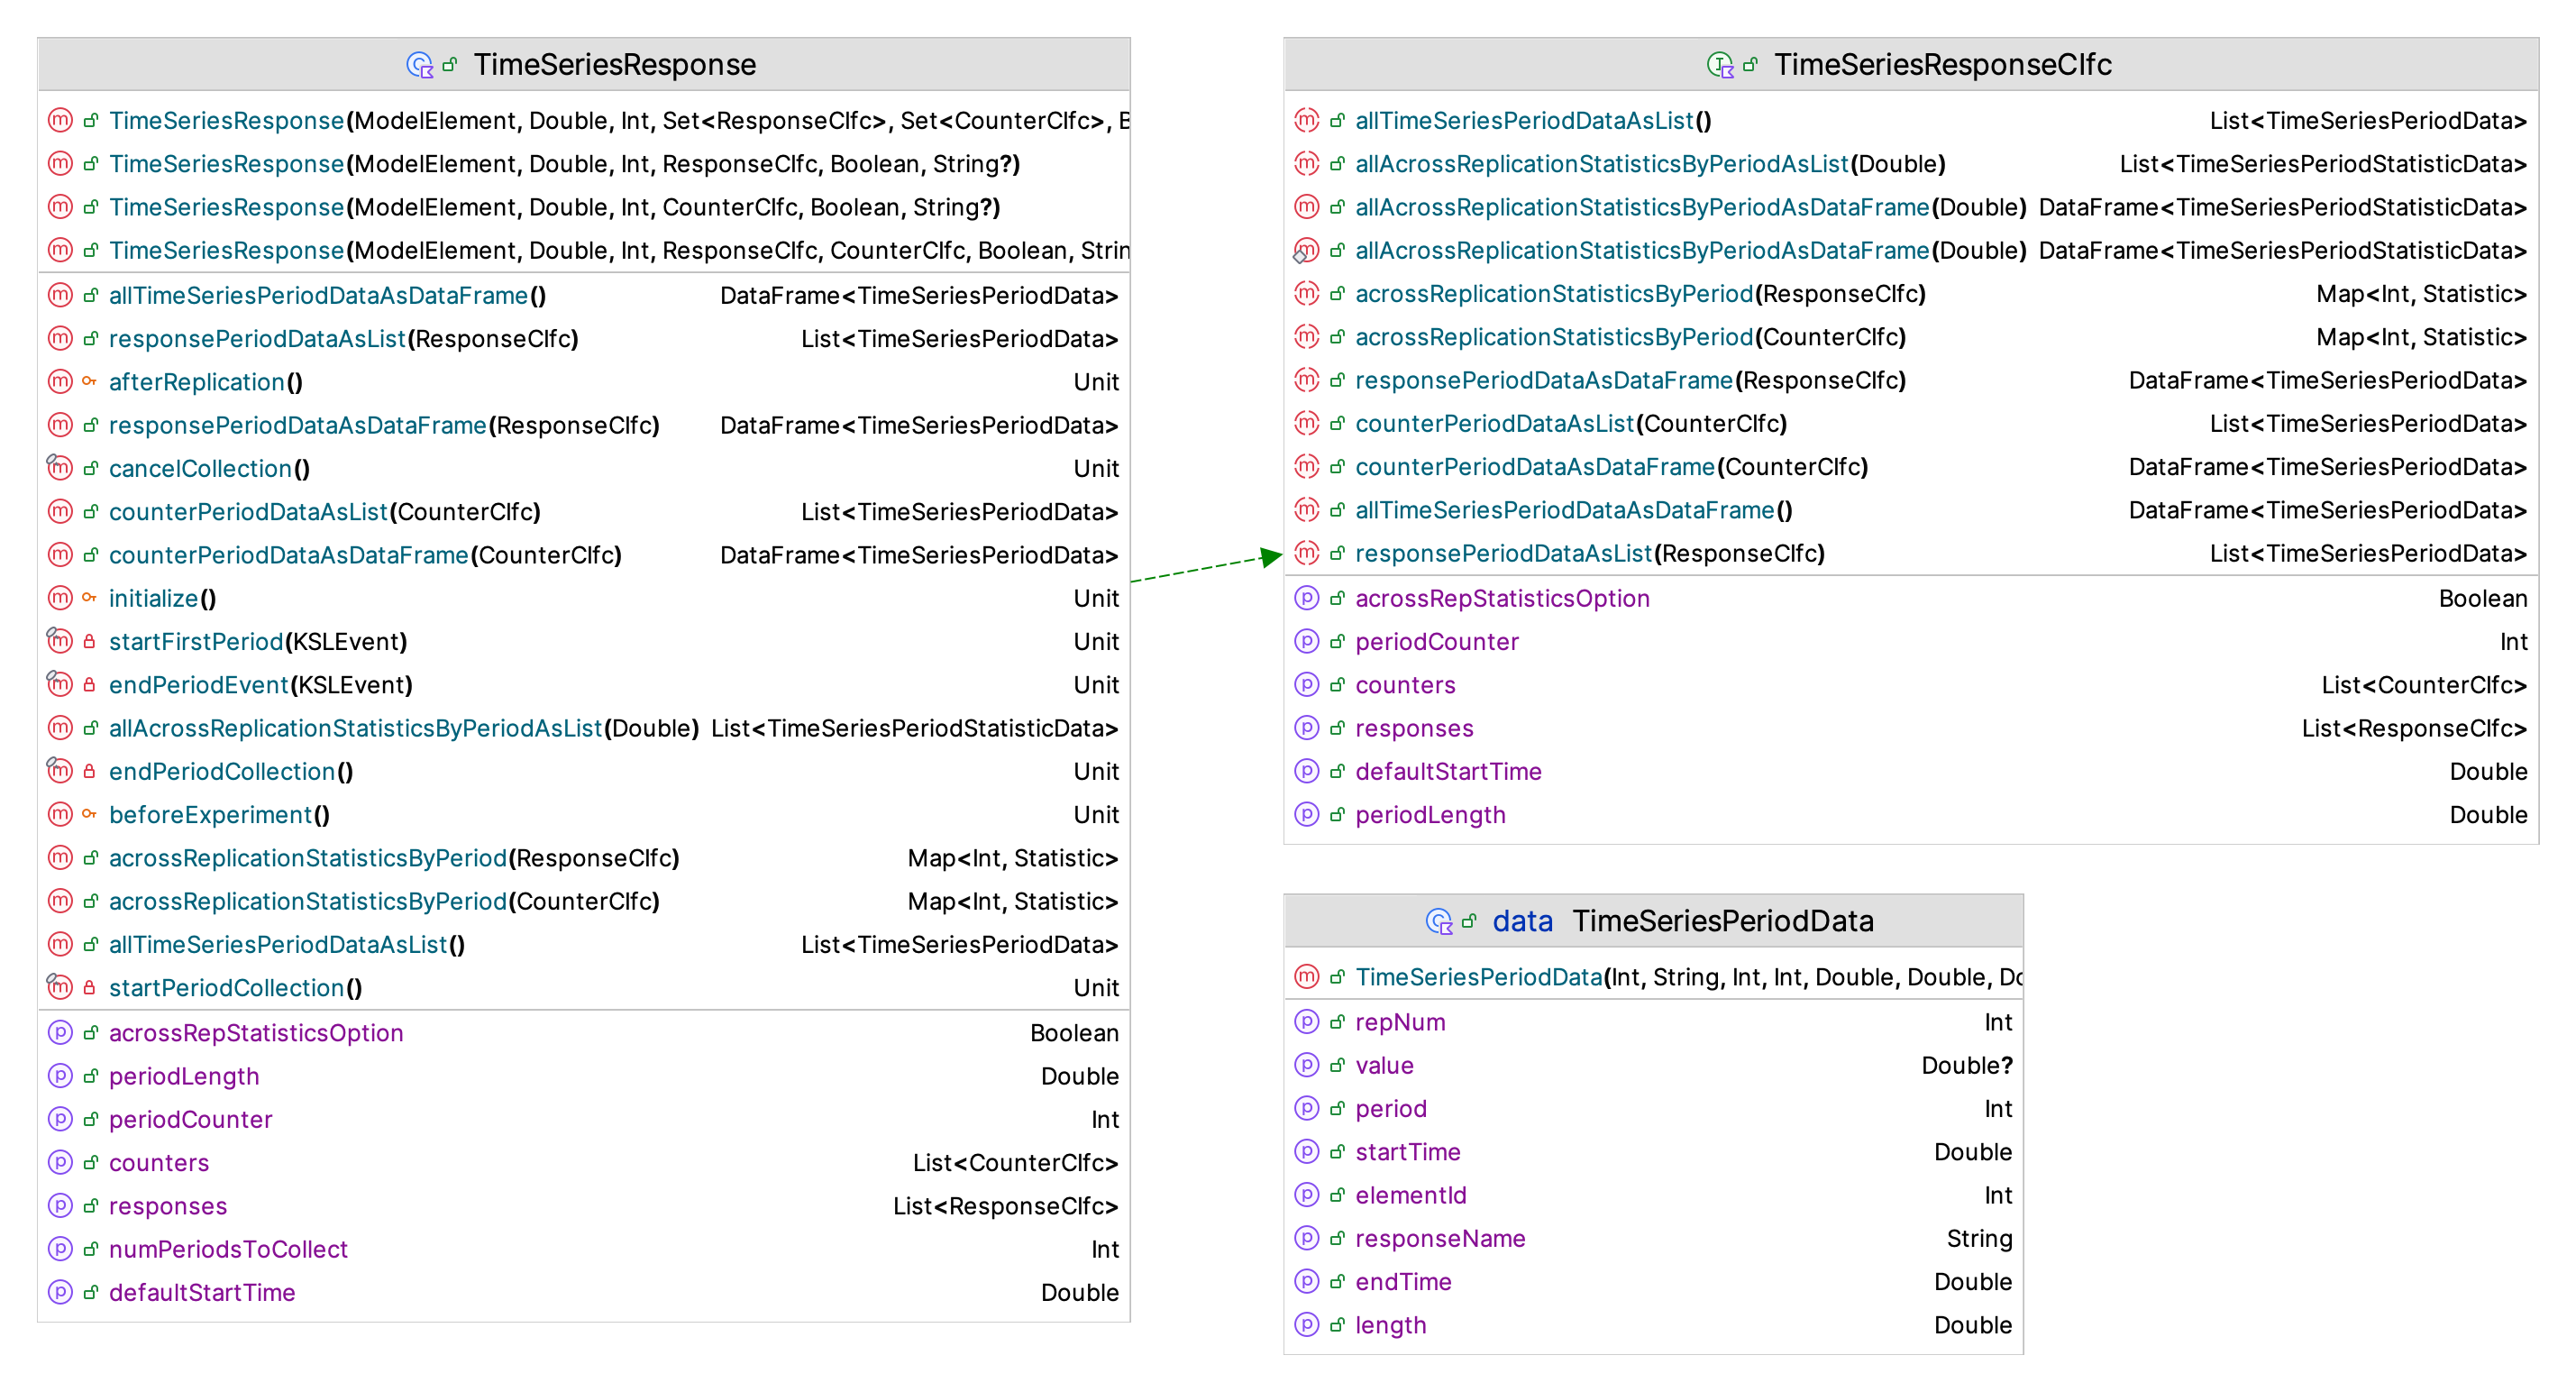 TimeSeriesResponse
TimeSeriesResponse(ModelElement, Double, Int, Set<ResponseCIfc>, Set<CounterCIfc>, B
TimeSeriesResponse(ModelElement, Double, Int, ResponseCIfc, Boolean, String?)
TimeSeriesResponse(ModelElement, Double, Int, CounterCIfc, Boolean, String?)
TimeSeriesResponse(ModelElement, Double, Int, ResponseCIfc, CounterCIfc, Boolean, Strin
allTimeSeriesPeriodDataAsDataFrame() DataFrame<TimeSeriesPeriodData>
responsePeriodDataAsList(ResponseCIfc) List<TimeSeriesPeriodData>
afterReplication() Unit
responsePeriodDataAsDataFrame(ResponseCIfc) DataFrame<TimeSeriesPeriodData>
cancelCollection() Unit
counterPeriodDataAsList(CounterCIfc) List<TimeSeriesPeriodData>
counterPeriodDataAsDataFrame(CounterCIfc) DataFrame<TimeSeriesPeriodData>
initialize() Unit
startFirstPeriod(KSLEvent) Unit
endPeriodEvent(KSLEvent) Unit
allAcrossReplicationStatisticsByPeriodAsList(Double) List<TimeSeriesPeriodStatisticData>
endPeriodCollection() Unit
beforeExperiment() Unit
acrossReplicationStatisticsByPeriod(ResponseCIfc) Map<Int, Statistic>
acrossReplicationStatisticsByPeriod(CounterCIfc) Map<Int, Statistic>
allTimeSeriesPeriodDataAsList() List<TimeSeriesPeriodData>
startPeriodCollection() Unit
acrossRepStatisticsOption Boolean
periodLength Double
periodCounter Int
counters List<CounterCIfc>
responses List<ResponseCIfc>
numPeriodsToCollect Int
defaultStartTime Double
TimeSeriesResponseCIfc
allTimeSeriesPeriodDataAsList() List<TimeSeriesPeriodData>
allAcrossReplicationStatisticsByPeriodAsList(Double) List<TimeSeriesPeriodStatisticData>
allAcrossReplicationStatisticsByPeriodAsDataFrame(Double) DataFrame<TimeSeriesPeriodStatisticData>
allAcrossReplicationStatisticsByPeriodAsDataFrame(Double) DataFrame<TimeSeriesPeriodStatisticData>
acrossReplicationStatisticsByPeriod(ResponseCIfc) Map<Int, Statistic>
acrossReplicationStatisticsByPeriod(CounterCIfc) Map<Int, Statistic>
responsePeriodDataAsDataFrame(ResponseCIfc) DataFrame<TimeSeriesPeriodData>
counterPeriodDataAsList(CounterCIfc) List<TimeSeriesPeriodData>
counterPeriodDataAsDataFrame(CounterCIfc) DataFrame<TimeSeriesPeriodData>
allTimeSeriesPeriodDataAsDataFrame() DataFrame<TimeSeriesPeriodData>
responsePeriodDataAsList(ResponseCIfc) List<TimeSeriesPeriodData>
acrossRepStatisticsOption Boolean
periodCounter Int
counters List<CounterCIfc>
responses List<ResponseCIfc>
defaultStartTime Double
periodLength Double
data TimeSeriesPeriodData
TimeSeriesPeriodData(Int, String, Int, Int, Double, Double, Do
repNum Int
value Double?
period Int
startTime Double
elementId Int
responseName String
endTime Double
length Double